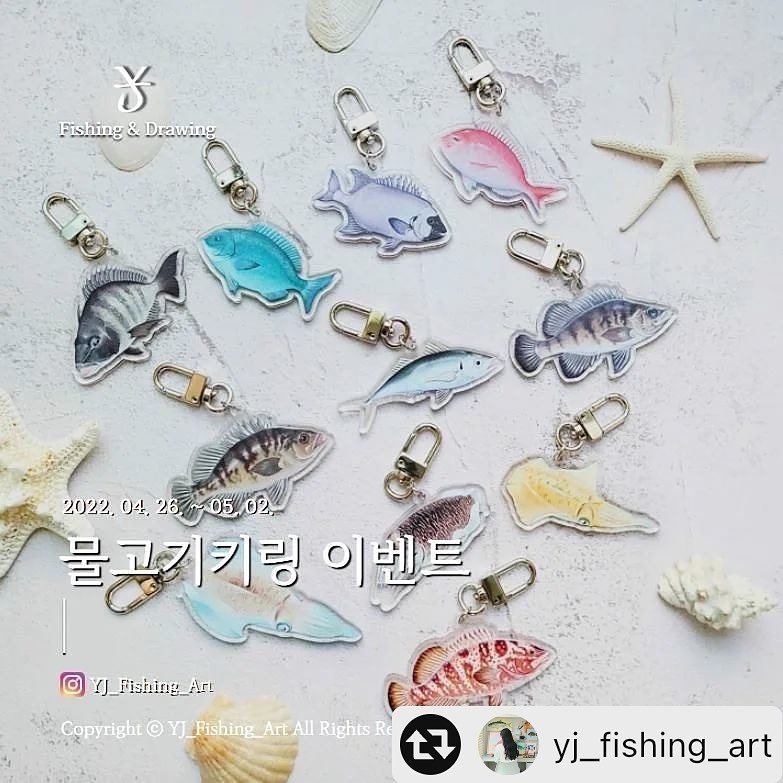 Fishing & Drawing
2022. 04. 26. ~ 05. 02.
물고기키링 이벤트
YJ_Fishing_Art
Copyright ⓒ YJ_Fishing_Art All Rights Re
yj_fishing_art